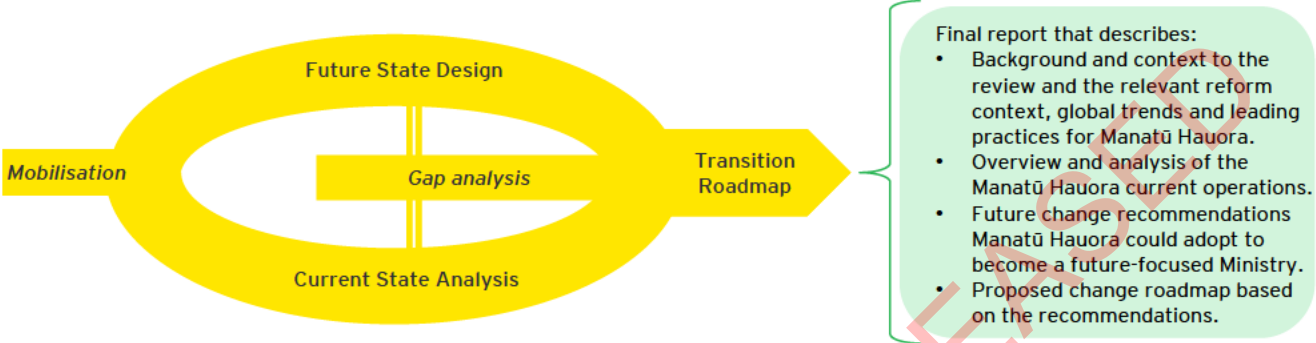 Future State Design
Mobilisation
Gap analysis
Transition
Roadmap
Current State Analysis
Final report that describes:
• Background and context to the
review and the relevant reform
context, global trends and leading
practices for Manatū Hauora.
• Overview and analysis of the
Manatū Hauora current operations.
• Future change recommendations
Manatū Hauora could adopt to
become a future-focused Ministry.
• Proposed change roadmap based
on the recommendations.
EASED